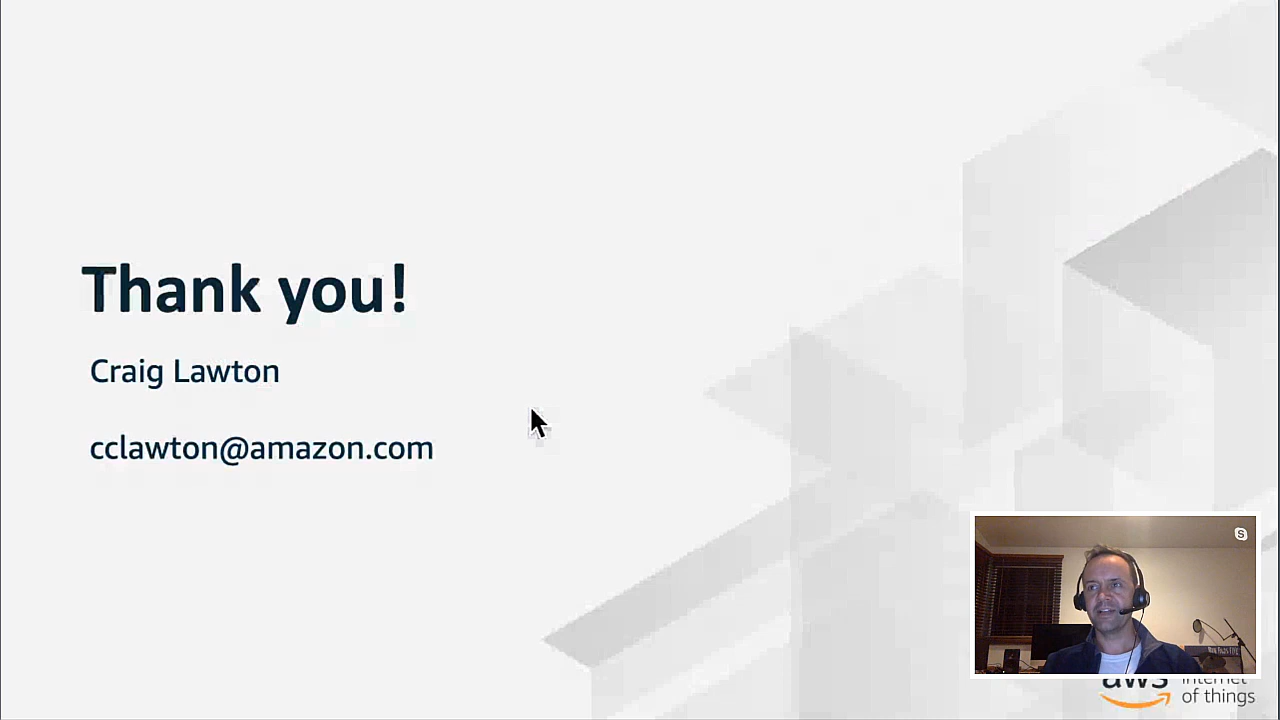 Thank you!
Craig Lawton
cclawton@amazon.com
aws
internet
of things